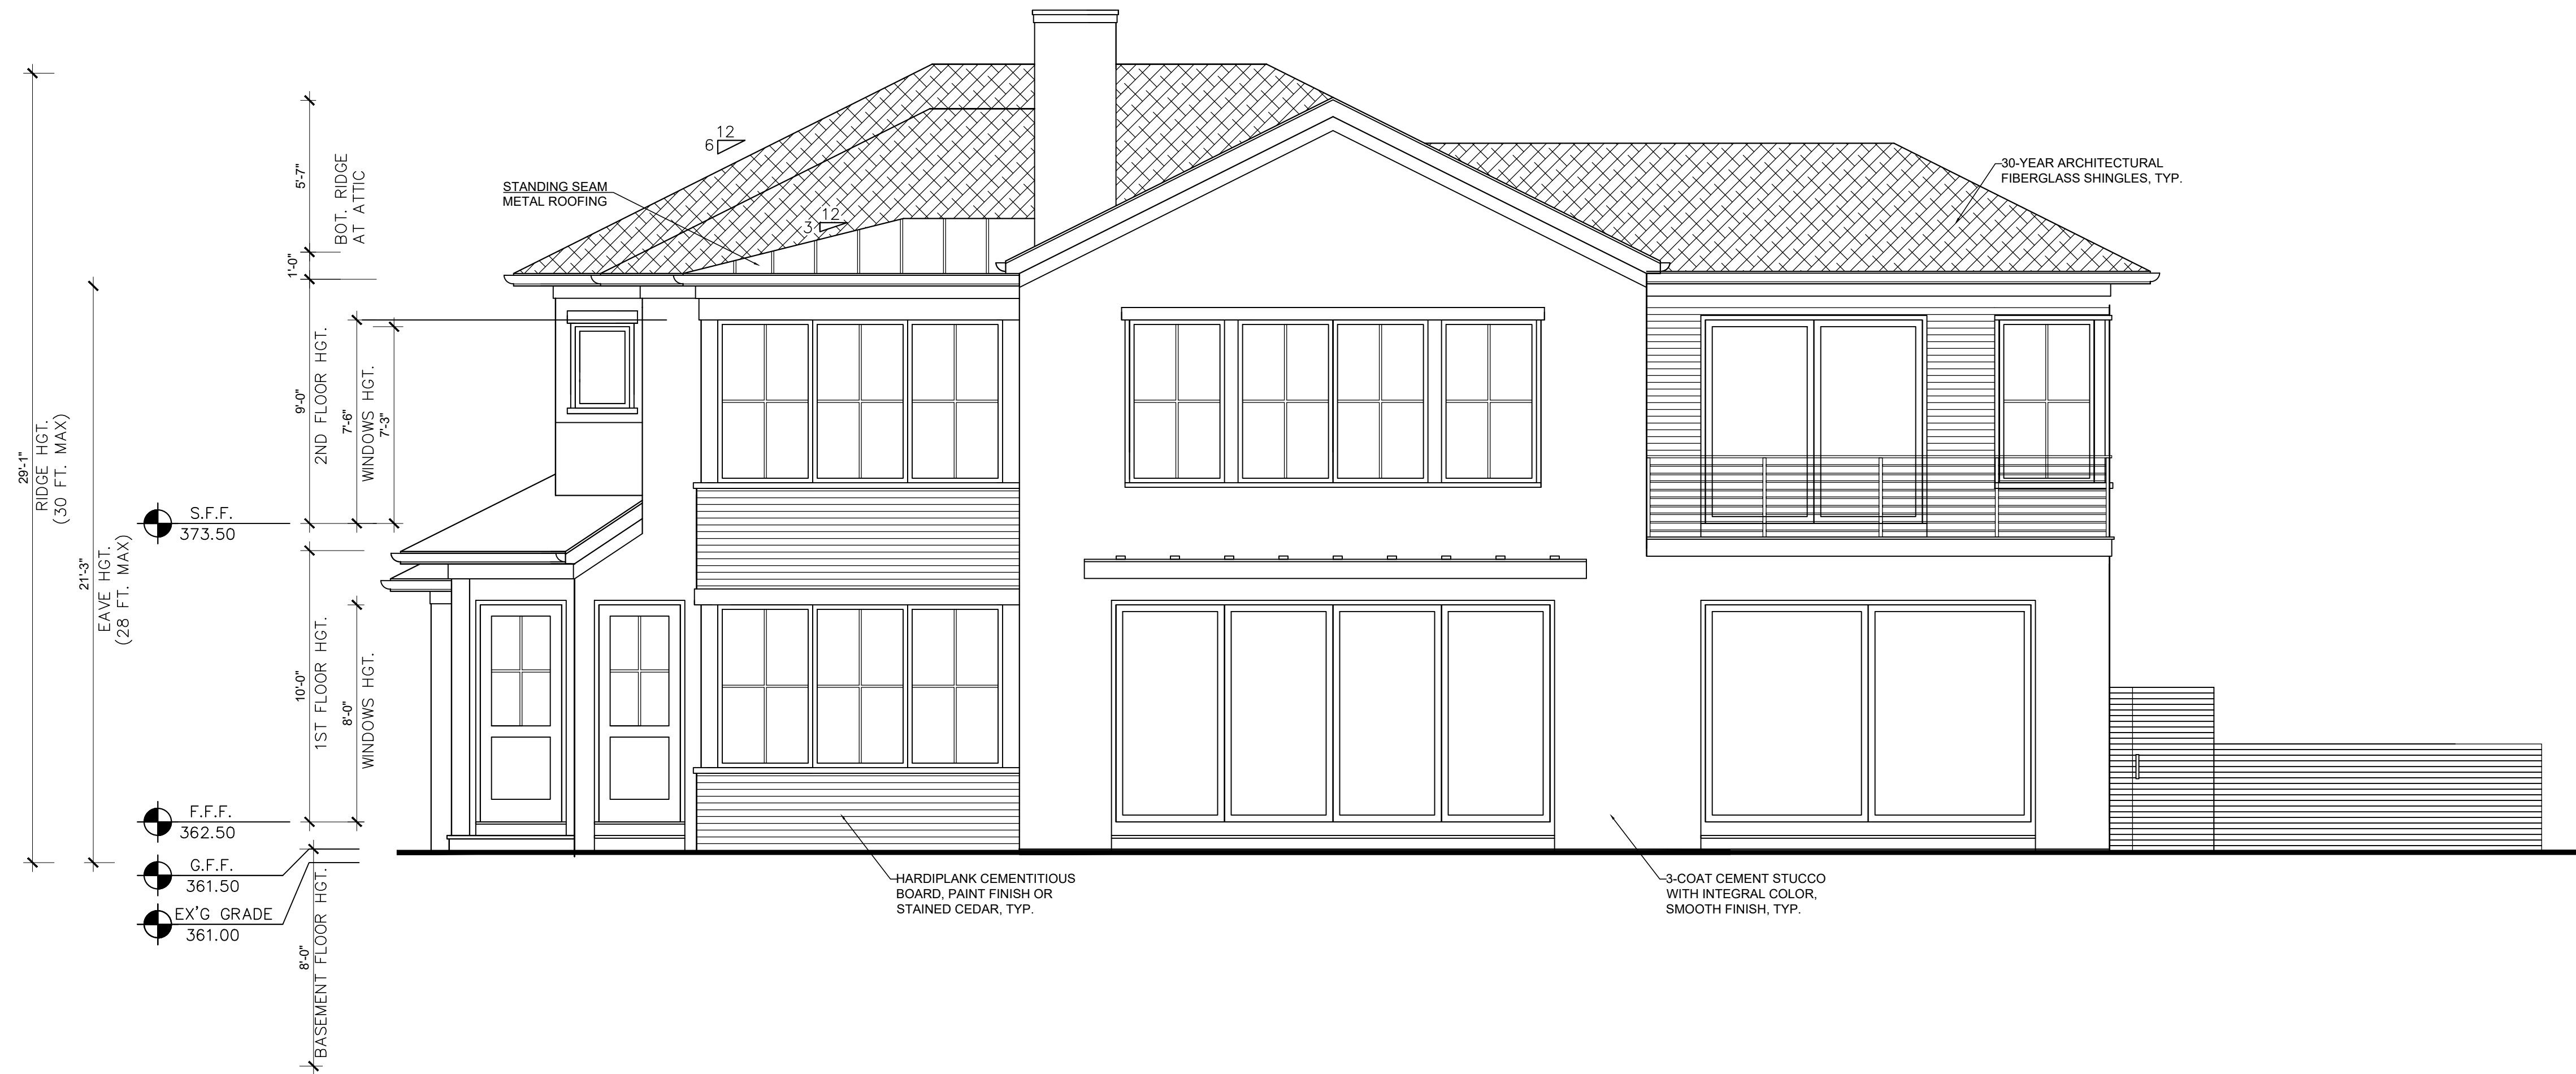 29'-1"
RIDGE HGT.
(30 FT. MAX)
21'-3"
EAVE HGT.
(28 FT. MAX)
S.F.F.
373.50
F.F.F.
362.50
G.F.F.
361.50
EX'G GRADE
361.00
5'-7"
BOT. RIDGE
AT ATTIC
1'-0"
9'-0"
2ND FLOOR HGT.
7'-6"
WINDOWS HGT.
7'-3"
10'-0"
1ST FLOOR HGT.
8'-0"
WINDOWS HGT.
8'-0"
BASEMENT FLOOR HGT.
12
6
STANDING SEAM
METAL ROOFING
12
3
30-YEAR ARCHITECTURAL
FIBERGLASS SHINGLES, TYP.
HARDIPLANK CEMENTITIOUS
BOARD, PAINT FINISH OR
STAINED CEDAR, TYP.
3-COAT CEMENT STUCCO
WITH INTEGRAL COLOR,
SMOOTH FINISH, TYP.